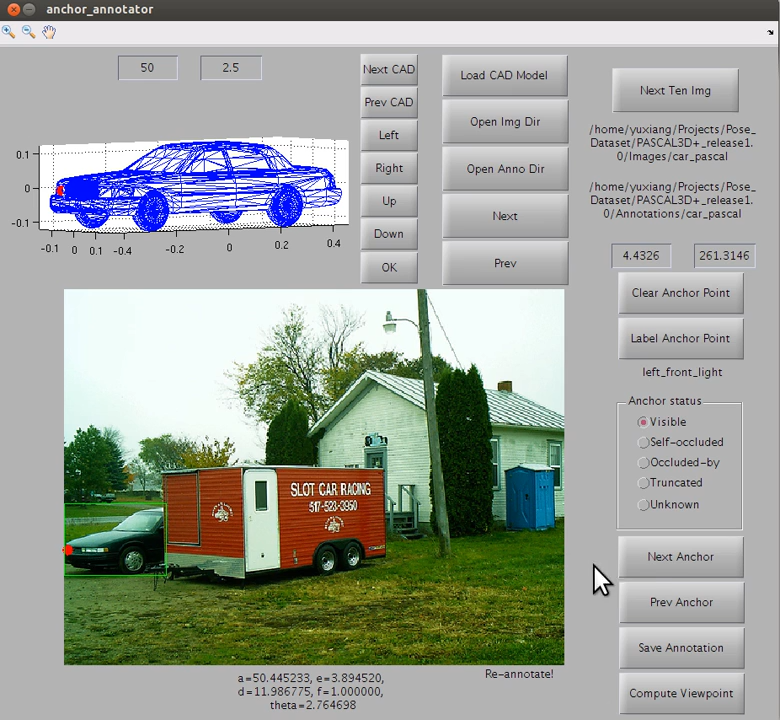 anchor_annotator
50
2.5
Next CAD
Prev CAD
Left
Right
Up
Down
OK
0.1
0
-0.1
-0.1 0 0.1 -0.4 -0.2 0 0.2 0.4
Load CAD Model
Open Img Dir
Open Anno Dir
Next
Prev
Next Ten Img
/home/yuxiang/Projects/Pose_
Dataset/PASCAL3D+_release1.
0/Images/car_pascal
/home/yuxiang/Projects/Pose_
Dataset/PASCAL3D+_release1.
0/Annotations/car_pascal
4.4326
261.3146
Clear Anchor Point
Label Anchor Point
left_front_light
Anchor status
Visible
Self-occluded
Occluded-by
Truncated
Unknown
Next Anchor
Prev Anchor
Save Annotation
Compute Viewpoint
SLOT CAR RACING
517-523-3950
Re-annotate!
a=50.445233, e=3.894520,
d=11.986775, f=1.000000,
theta=2.764698